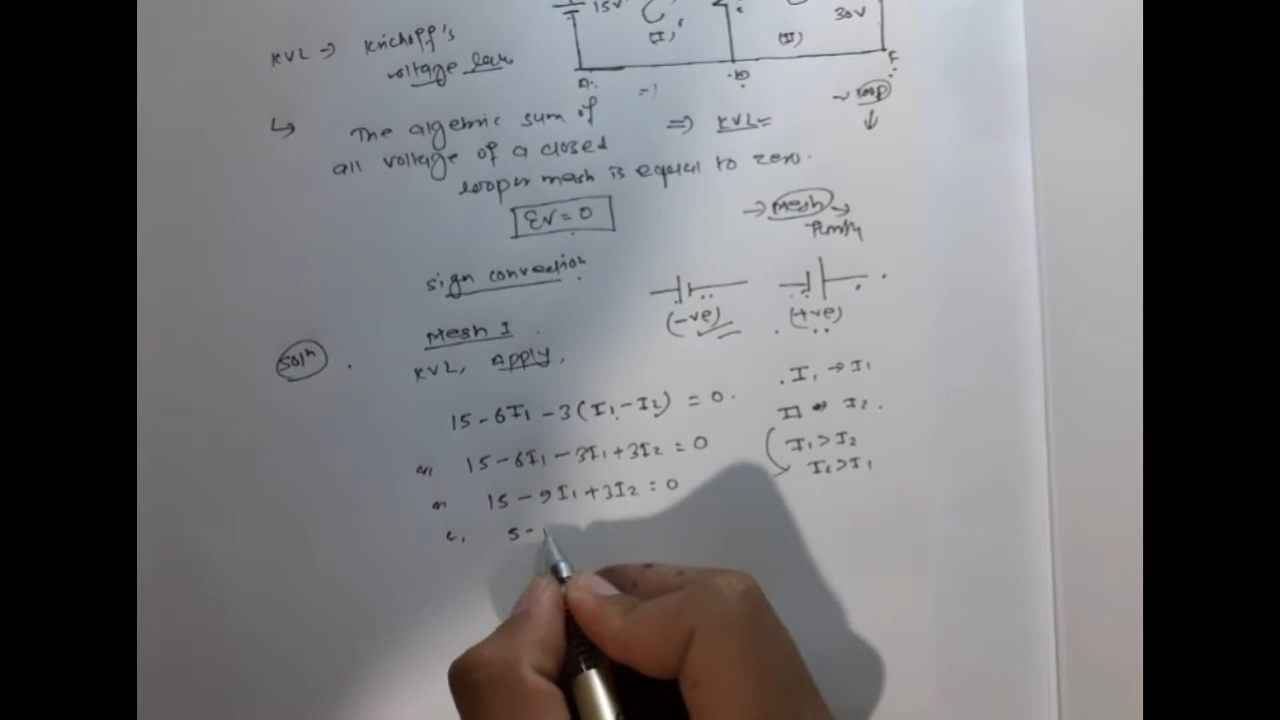 15V
(I)
(II)
30V
KVL → Krichoff's
voltage law
A
D
F
→ loop
↳ The algebric sum of
all voltage of a closed
loop or mesh is equal to zero.
⇒ KVL=
Σv = 0
→ Mesh →
sign convection
(-ve) (+ve)
Soln. Mesh I
KVL, Apply,
15 - 6I₁ - 3(I₁ - I₂) = 0.
or, 15 - 6I₁ - 3I₁ + 3I₂ = 0
or 15 - 9I₁ + 3I₂ = 0
5 -
I₁ → I₁
II → I₂.
I₁ > I₂
I₂ > I₁